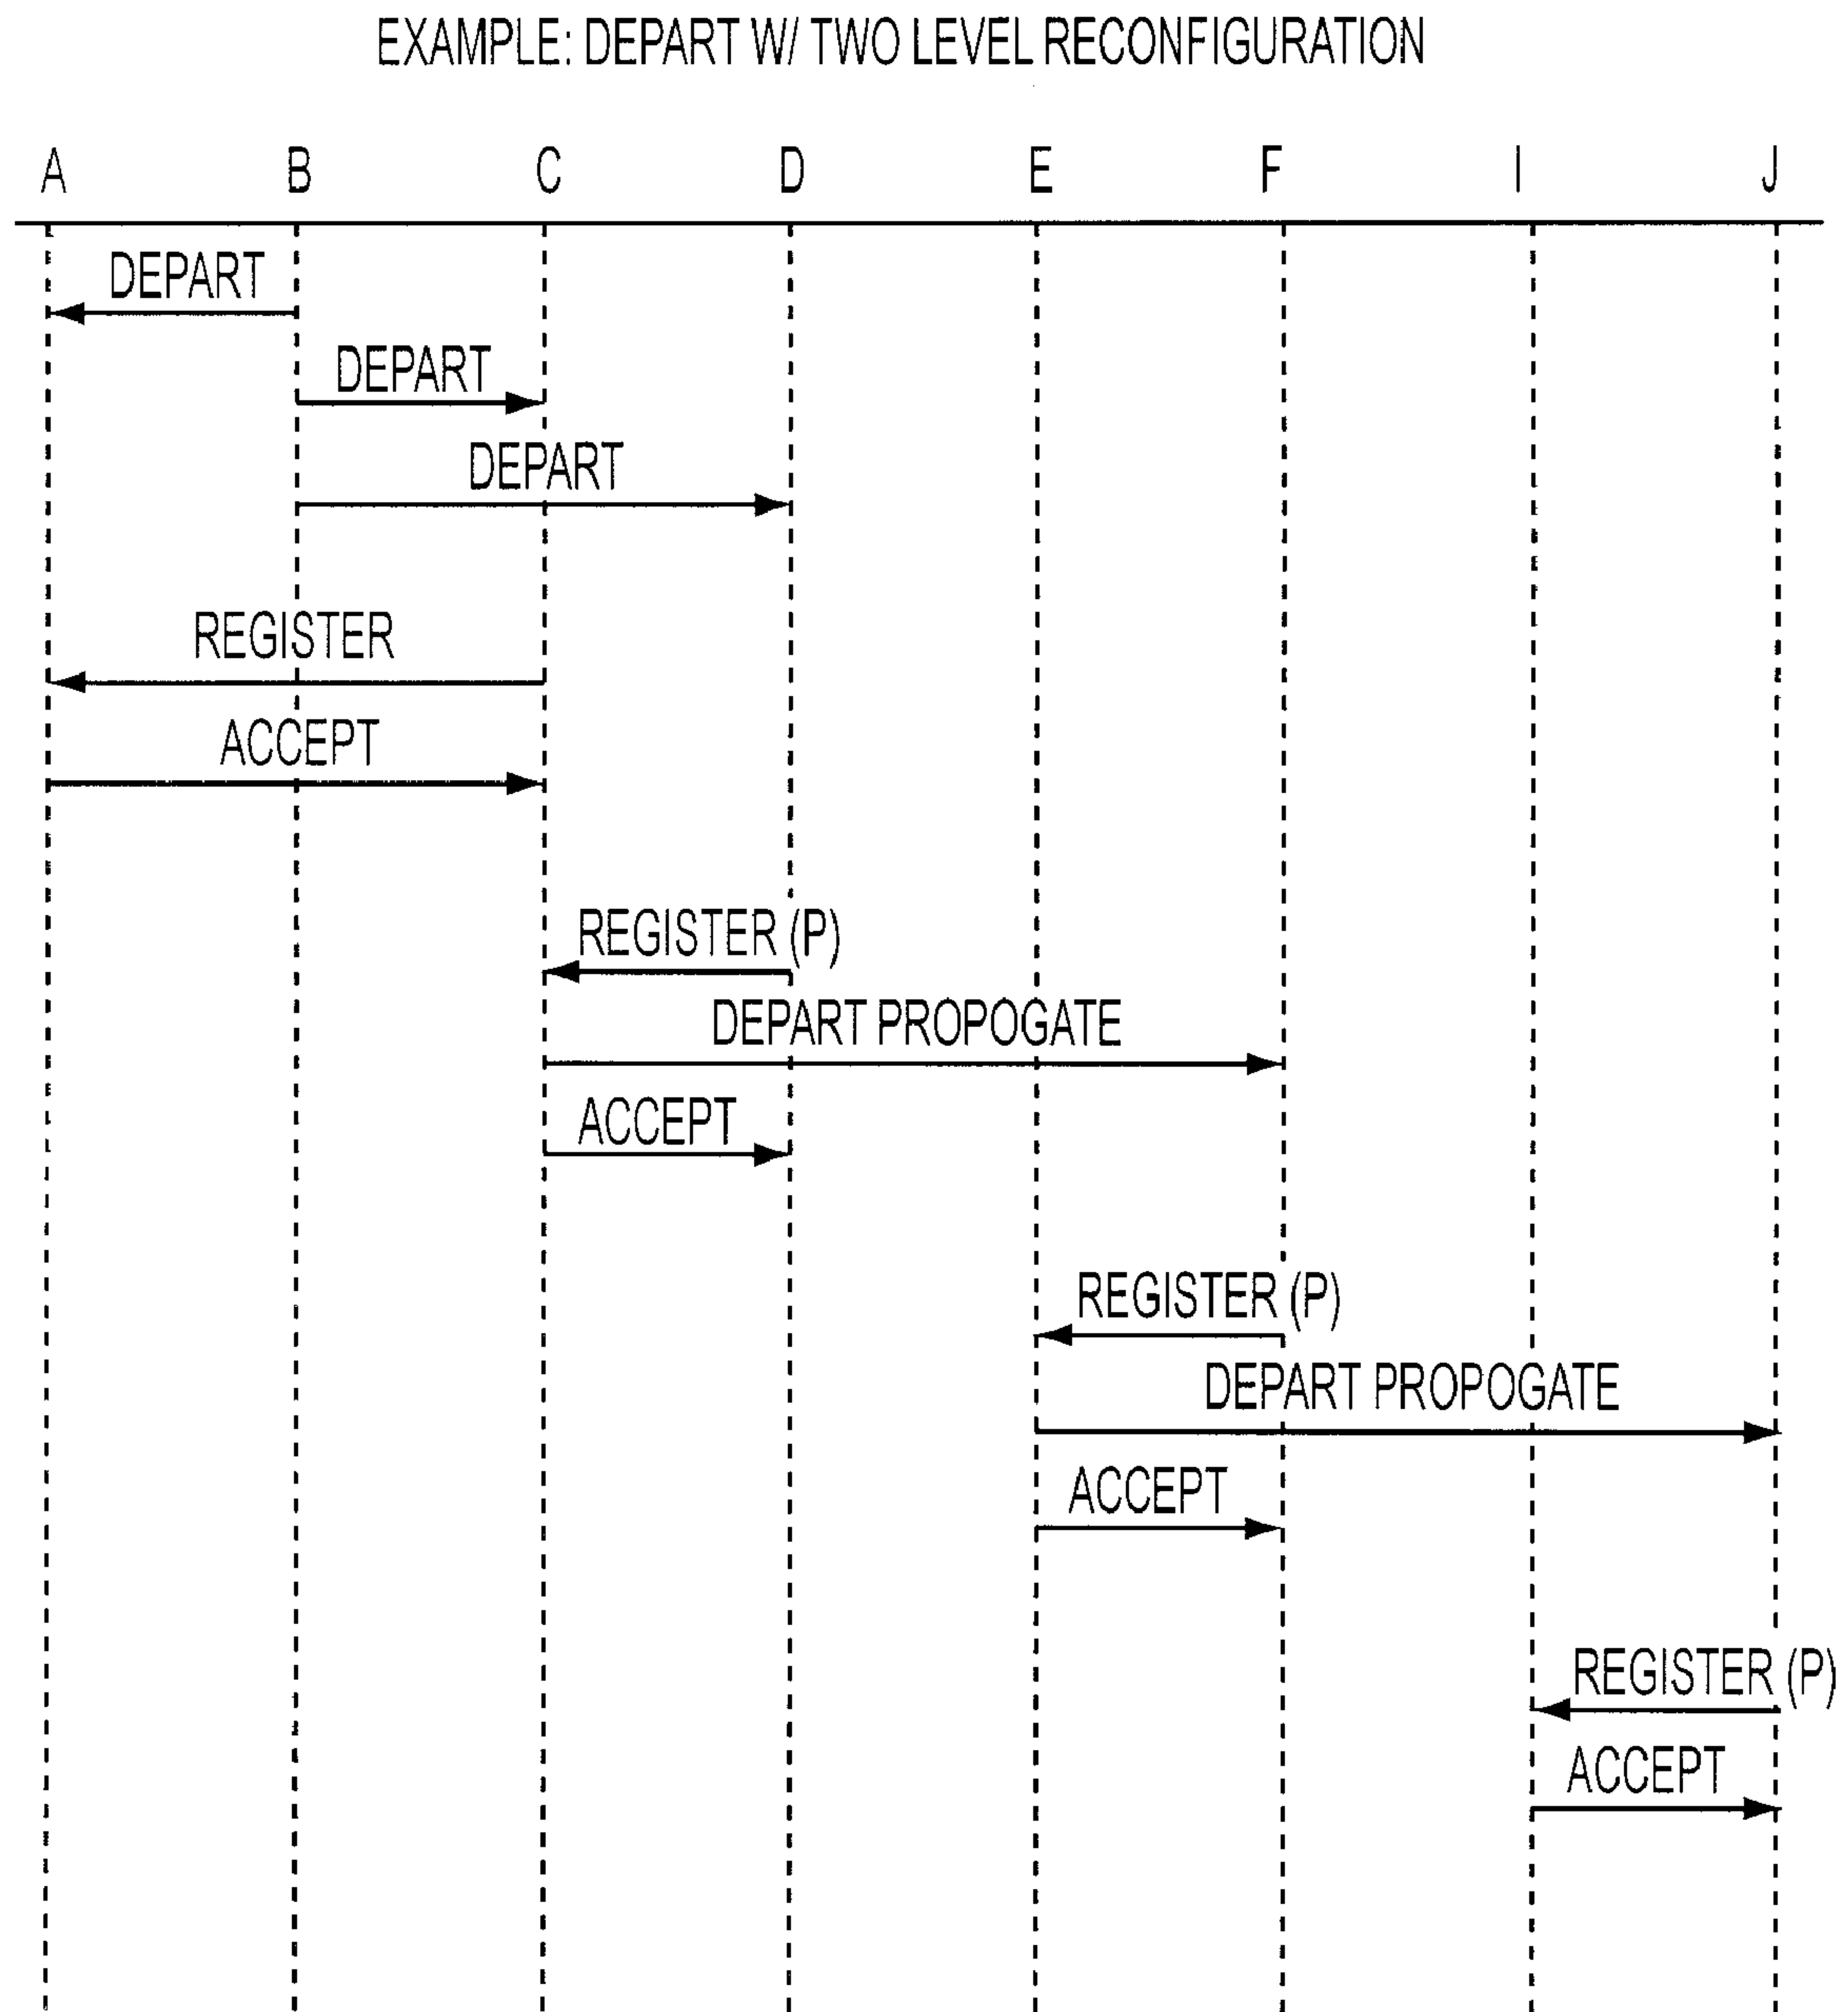 EXAMPLE: DEPART W/ TWO LEVEL RECONFIGURATION
A B C D E F I J
DEPART
DEPART
DEPART
REGISTER
ACCEPT
REGISTER (P)
DEPART PROPOGATE
ACCEPT
REGISTER (P)
DEPART PROPOGATE
ACCEPT
REGISTER (P)
ACCEPT